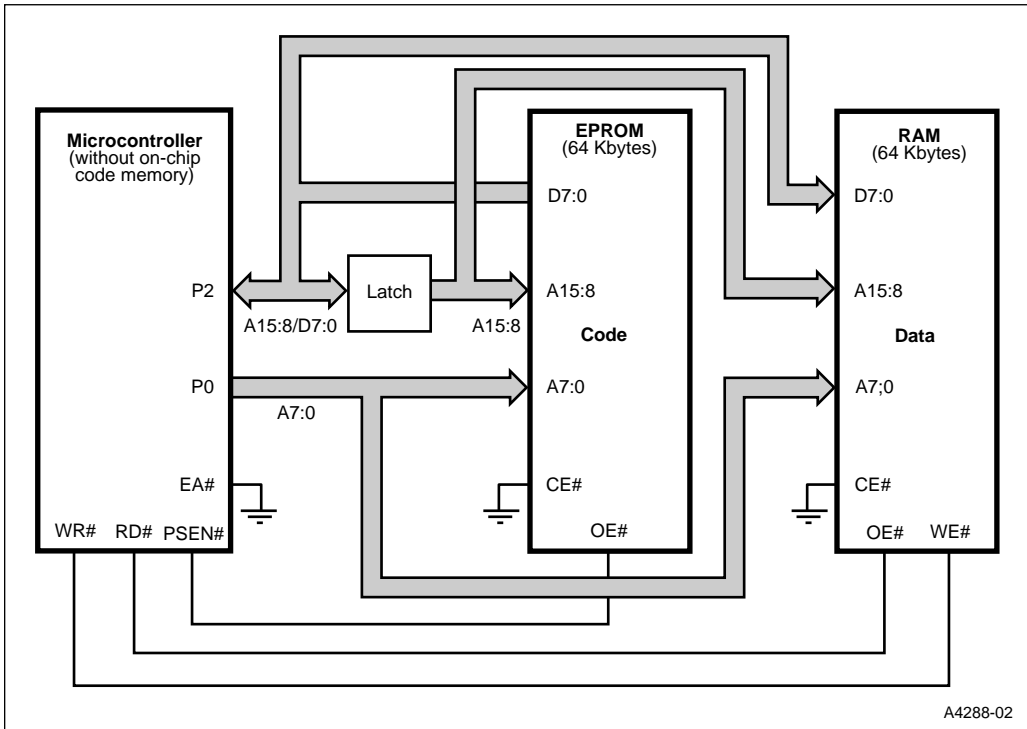 Microcontroller
(without on-chip
code memory)
P2
A15:8/D7:0
P0
A7:0
EA#
WR#
RD#
PSEN#
Latch
A15:8
EPROM
(64 Kbytes)
D7:0
A15:8
Code
A7:0
CE#
OE#
RAM
(64 Kbytes)
D7:0
A15:8
Data
A7;0
CE#
OE#
WE#
A4288-02